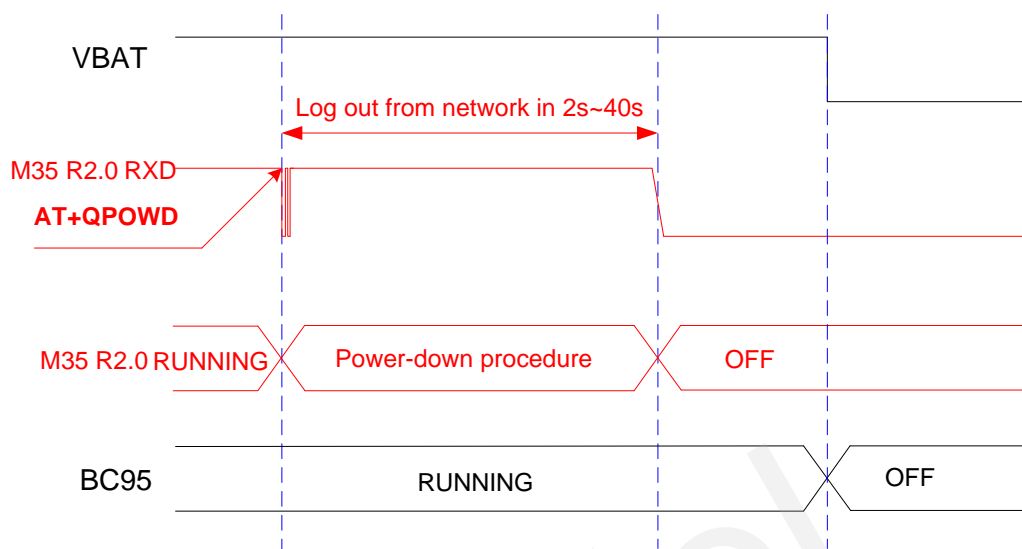 VBAT
Log out from network in 2s~40s
M35 R2.0 RXD
AT+QPOWD
M35 R2.0 RUNNING
Power-down procedure
OFF
BC95
RUNNING
OFF